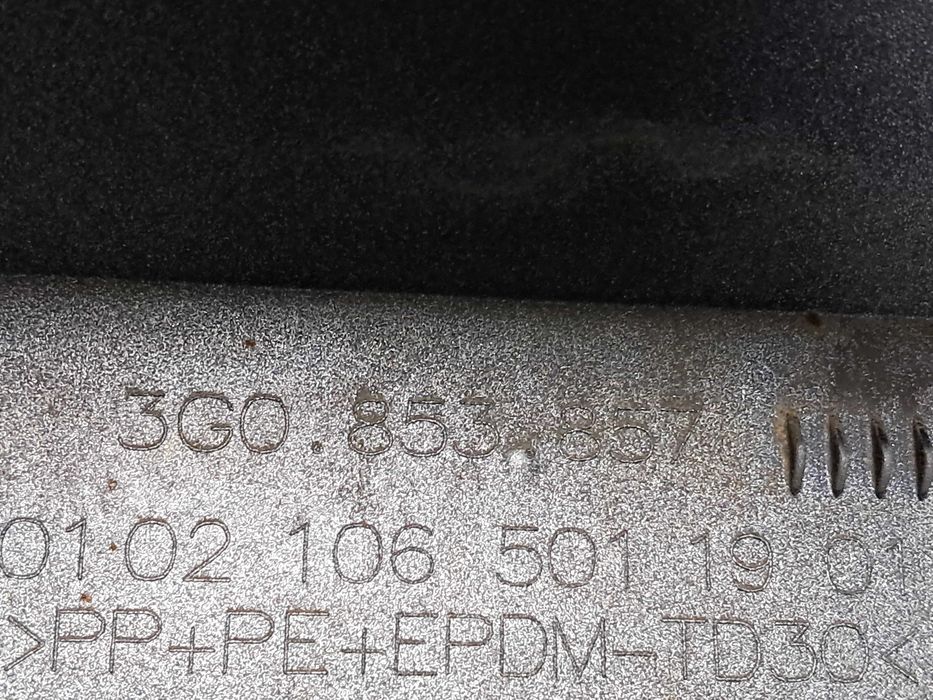 3G0.853.857
01.02 106 501 19 01
>PP+PE+EPDM-TD30<